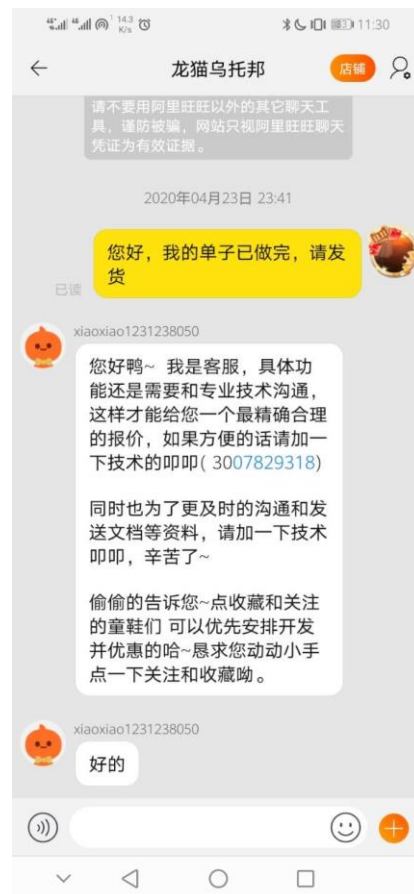 14.3
K/s
11:30
龙猫乌托邦
店铺
请不要用阿里旺旺以外的其它聊天工
具，谨防被骗，网站只视阿里旺旺聊天
凭证为有效证据。
2020年04月23日 23:41
您好，我的单子已做完，请发
货
已读
xiaoxiao1231238050
您好鸭~ 我是客服，具体功
能还是需要和专业技术沟通，
这样才能给您一个最精确合理
的报价，如果方便的话请加一
下技术的叩叩( 3007829318)
同时也为了更及时的沟通和发
送文档等资料，请加一下技术
叩叩，辛苦了~
偷偷的告诉您~点收藏和关注
的童鞋们 可以优先安排开发
并优惠的哈~恳求您动动小手
点一下关注和收藏呦。
xiaoxiao1231238050
好的